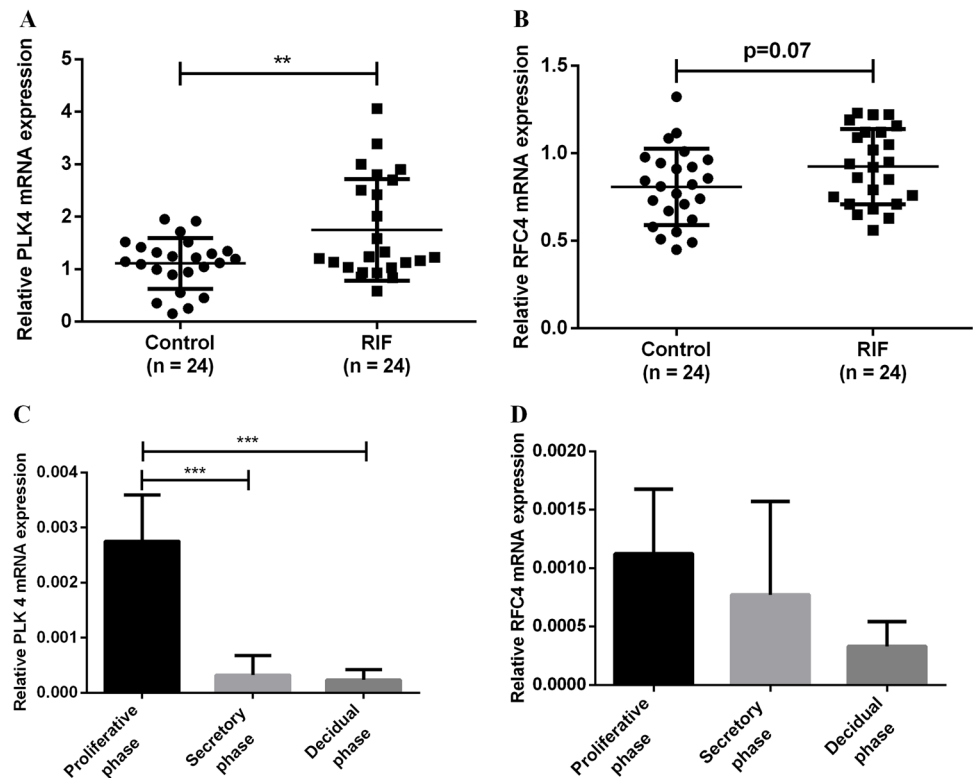 A
Relative PLK4 mRNA expression
5
4
3
2
1
0
**
Control
(n = 24)
RIF
(n = 24)
B
Relative RFC4 mRNA expression
1.5
1.0
0.5
0.0
p=0.07
Control
(n = 24)
RIF
(n = 24)
C
Relative PLK 4 mRNA expression
0.004
0.003
0.002
0.001
0.000
***
***
Proliferative
phase
Secretory
phase
Decidual
phase
D
Relative RFC4 mRNA expression
0.0020
0.0015
0.0010
0.0005
0.0000
Proliferative
phase
Secretory
phase
Decidual
phase